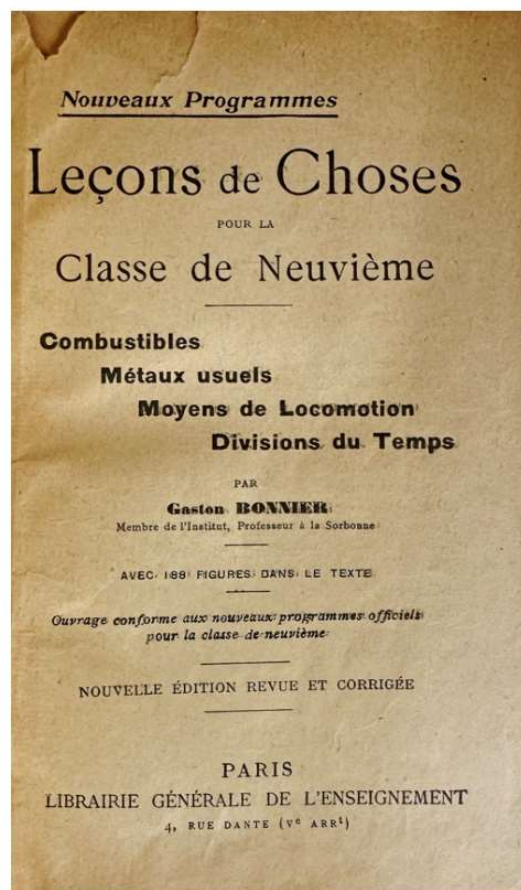 Nouveaux Programmes
Leçons de Choses
POUR LA
Classe de Neuvième
Combustibles
Métaux usuels
Moyens de Locomotion
Divisions du Temps
PAR
Gaston BONNIER
Membre de l'Institut, Professeur à la Sorbonne
AVEC 188 FIGURES DANS LE TEXTE
Ouvrage conforme aux nouveaux programmes officiels
pour la classe de neuvième
NOUVELLE ÉDITION REVUE ET CORRIGÉE
PARIS
LIBRAIRIE GÉNÉRALE DE L'ENSEIGNEMENT
4, RUE DANTE (Ve ARRt)